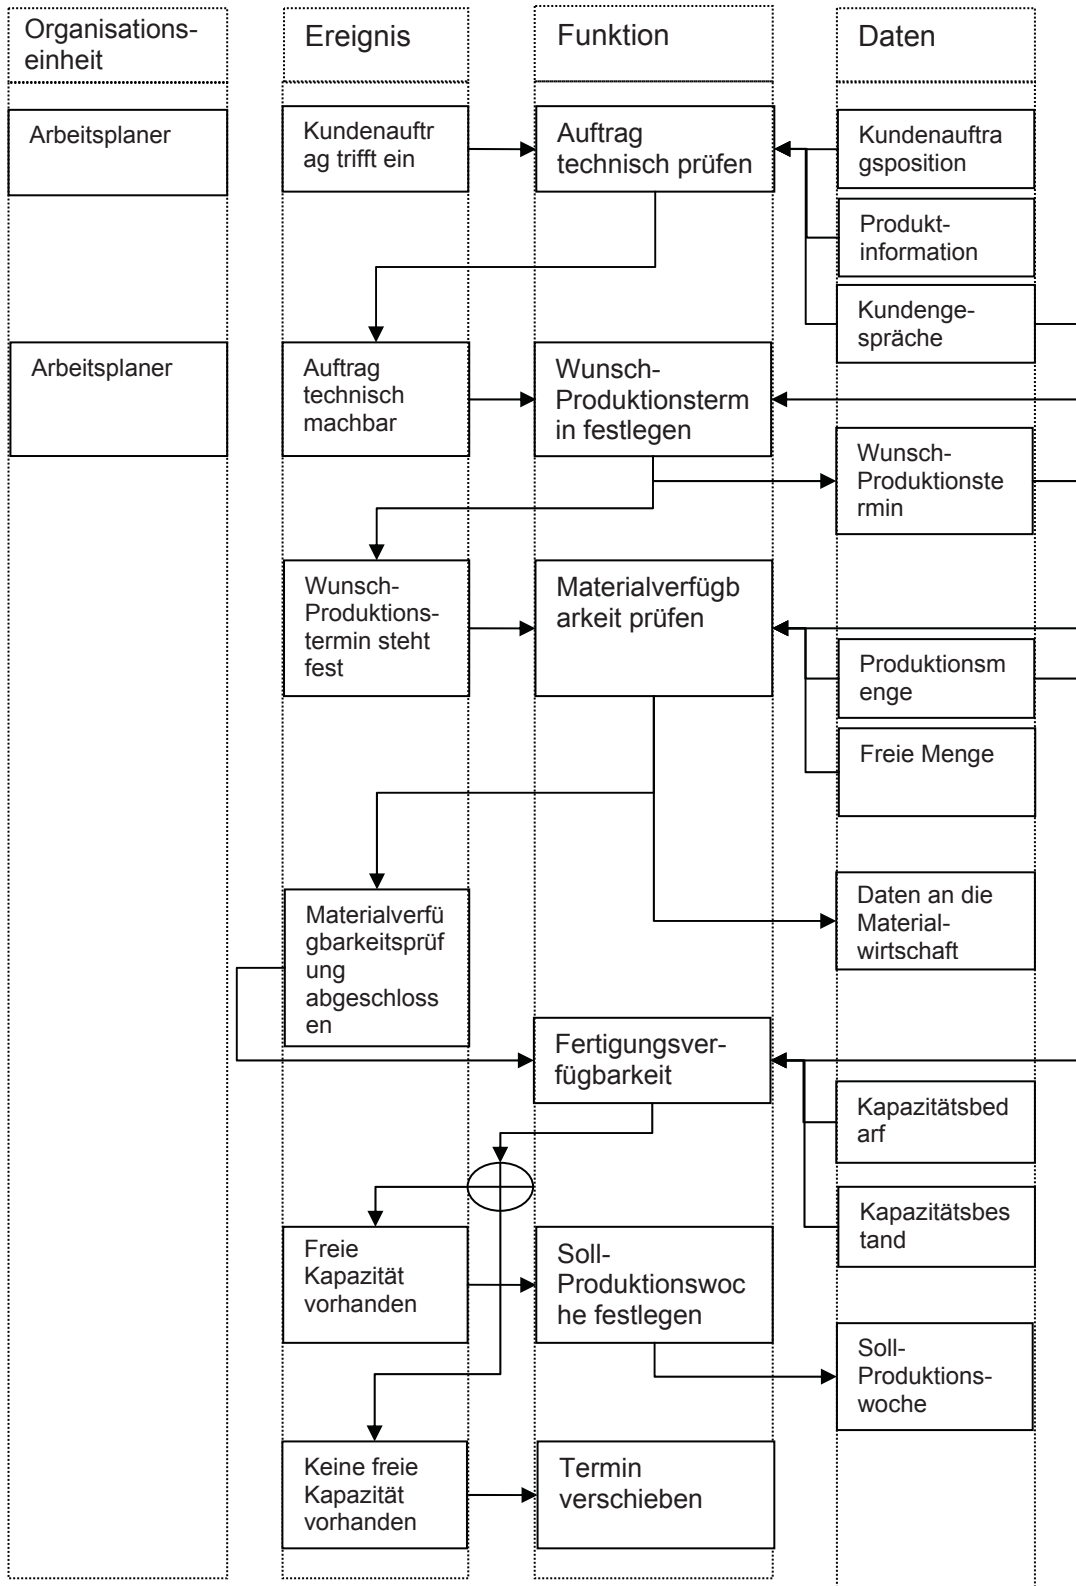 Organisations-
einheit
Ereignis
Funktion
Daten
Arbeitsplaner
Kundenauftr
ag trifft ein
Auftrag
technisch prüfen
Kundenauftra
gsposition
Produkt-
information
Kundenge-
spräche
Arbeitsplaner
Auftrag
technisch
machbar
Wunsch-
Produktionsterm
in festlegen
Wunsch-
Produktionste
rmin
Wunsch-
Produktions-
termin steht
fest
Materialverfügb
arkeit prüfen
Produktionsm
enge
Freie Menge
Materialverfü
gbarkeitsprüf
ung
abgeschloss
en
Daten an die
Material-
wirtschaft
Fertigungsver-
fügbarkeit
Kapazitätsbed
arf
Kapazitätsbes
tand
Freie
Kapazität
vorhanden
Soll-
Produktionswoc
he festlegen
Soll-
Produktions-
woche
Keine freie
Kapazität
vorhanden
Termin
verschieben